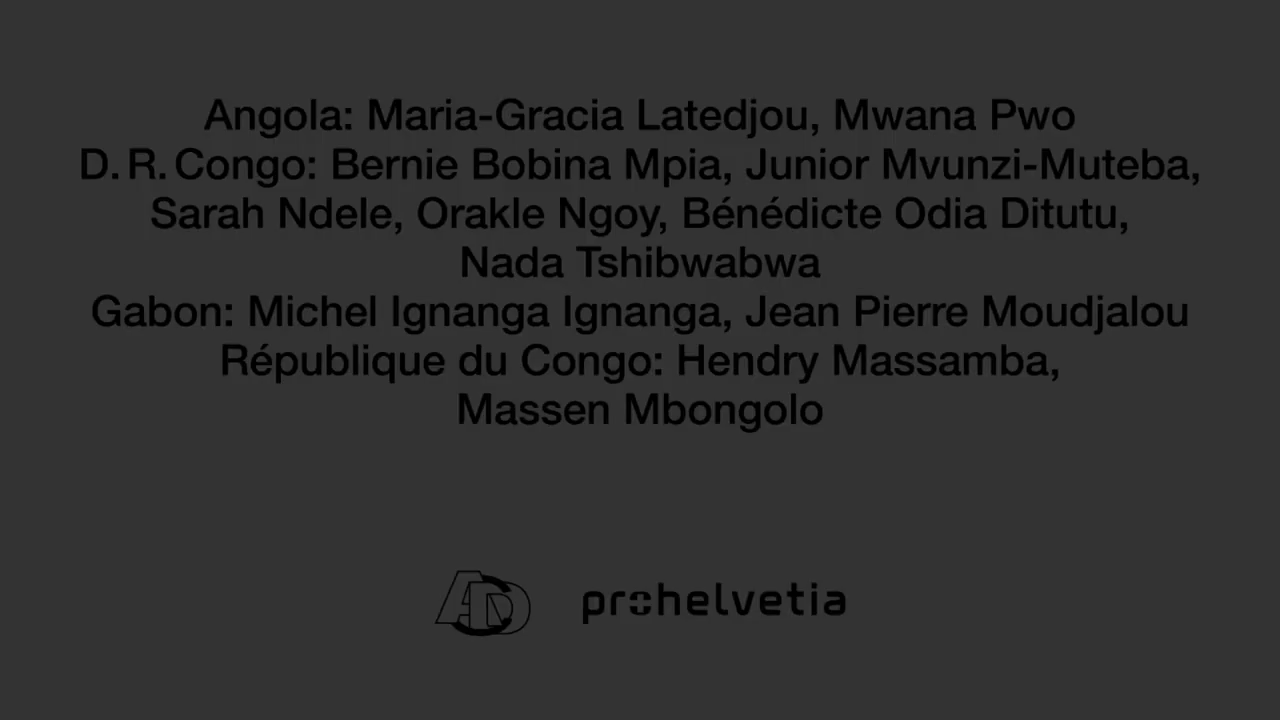 Angola: Maria-Gracia Latedjou, Mwana Pwo
D. R. Congo: Bernie Bobina Mpia, Junior Mvunzi-Muteba,
Sarah Ndele, Orakle Ngoy, Bénédicte Odia Ditutu,
Nada Tshibwabwa
Gabon: Michel Ignanga Ignanga, Jean Pierre Moudjalou
République du Congo: Hendry Massamba,
Massen Mbongolo
prohelvetia